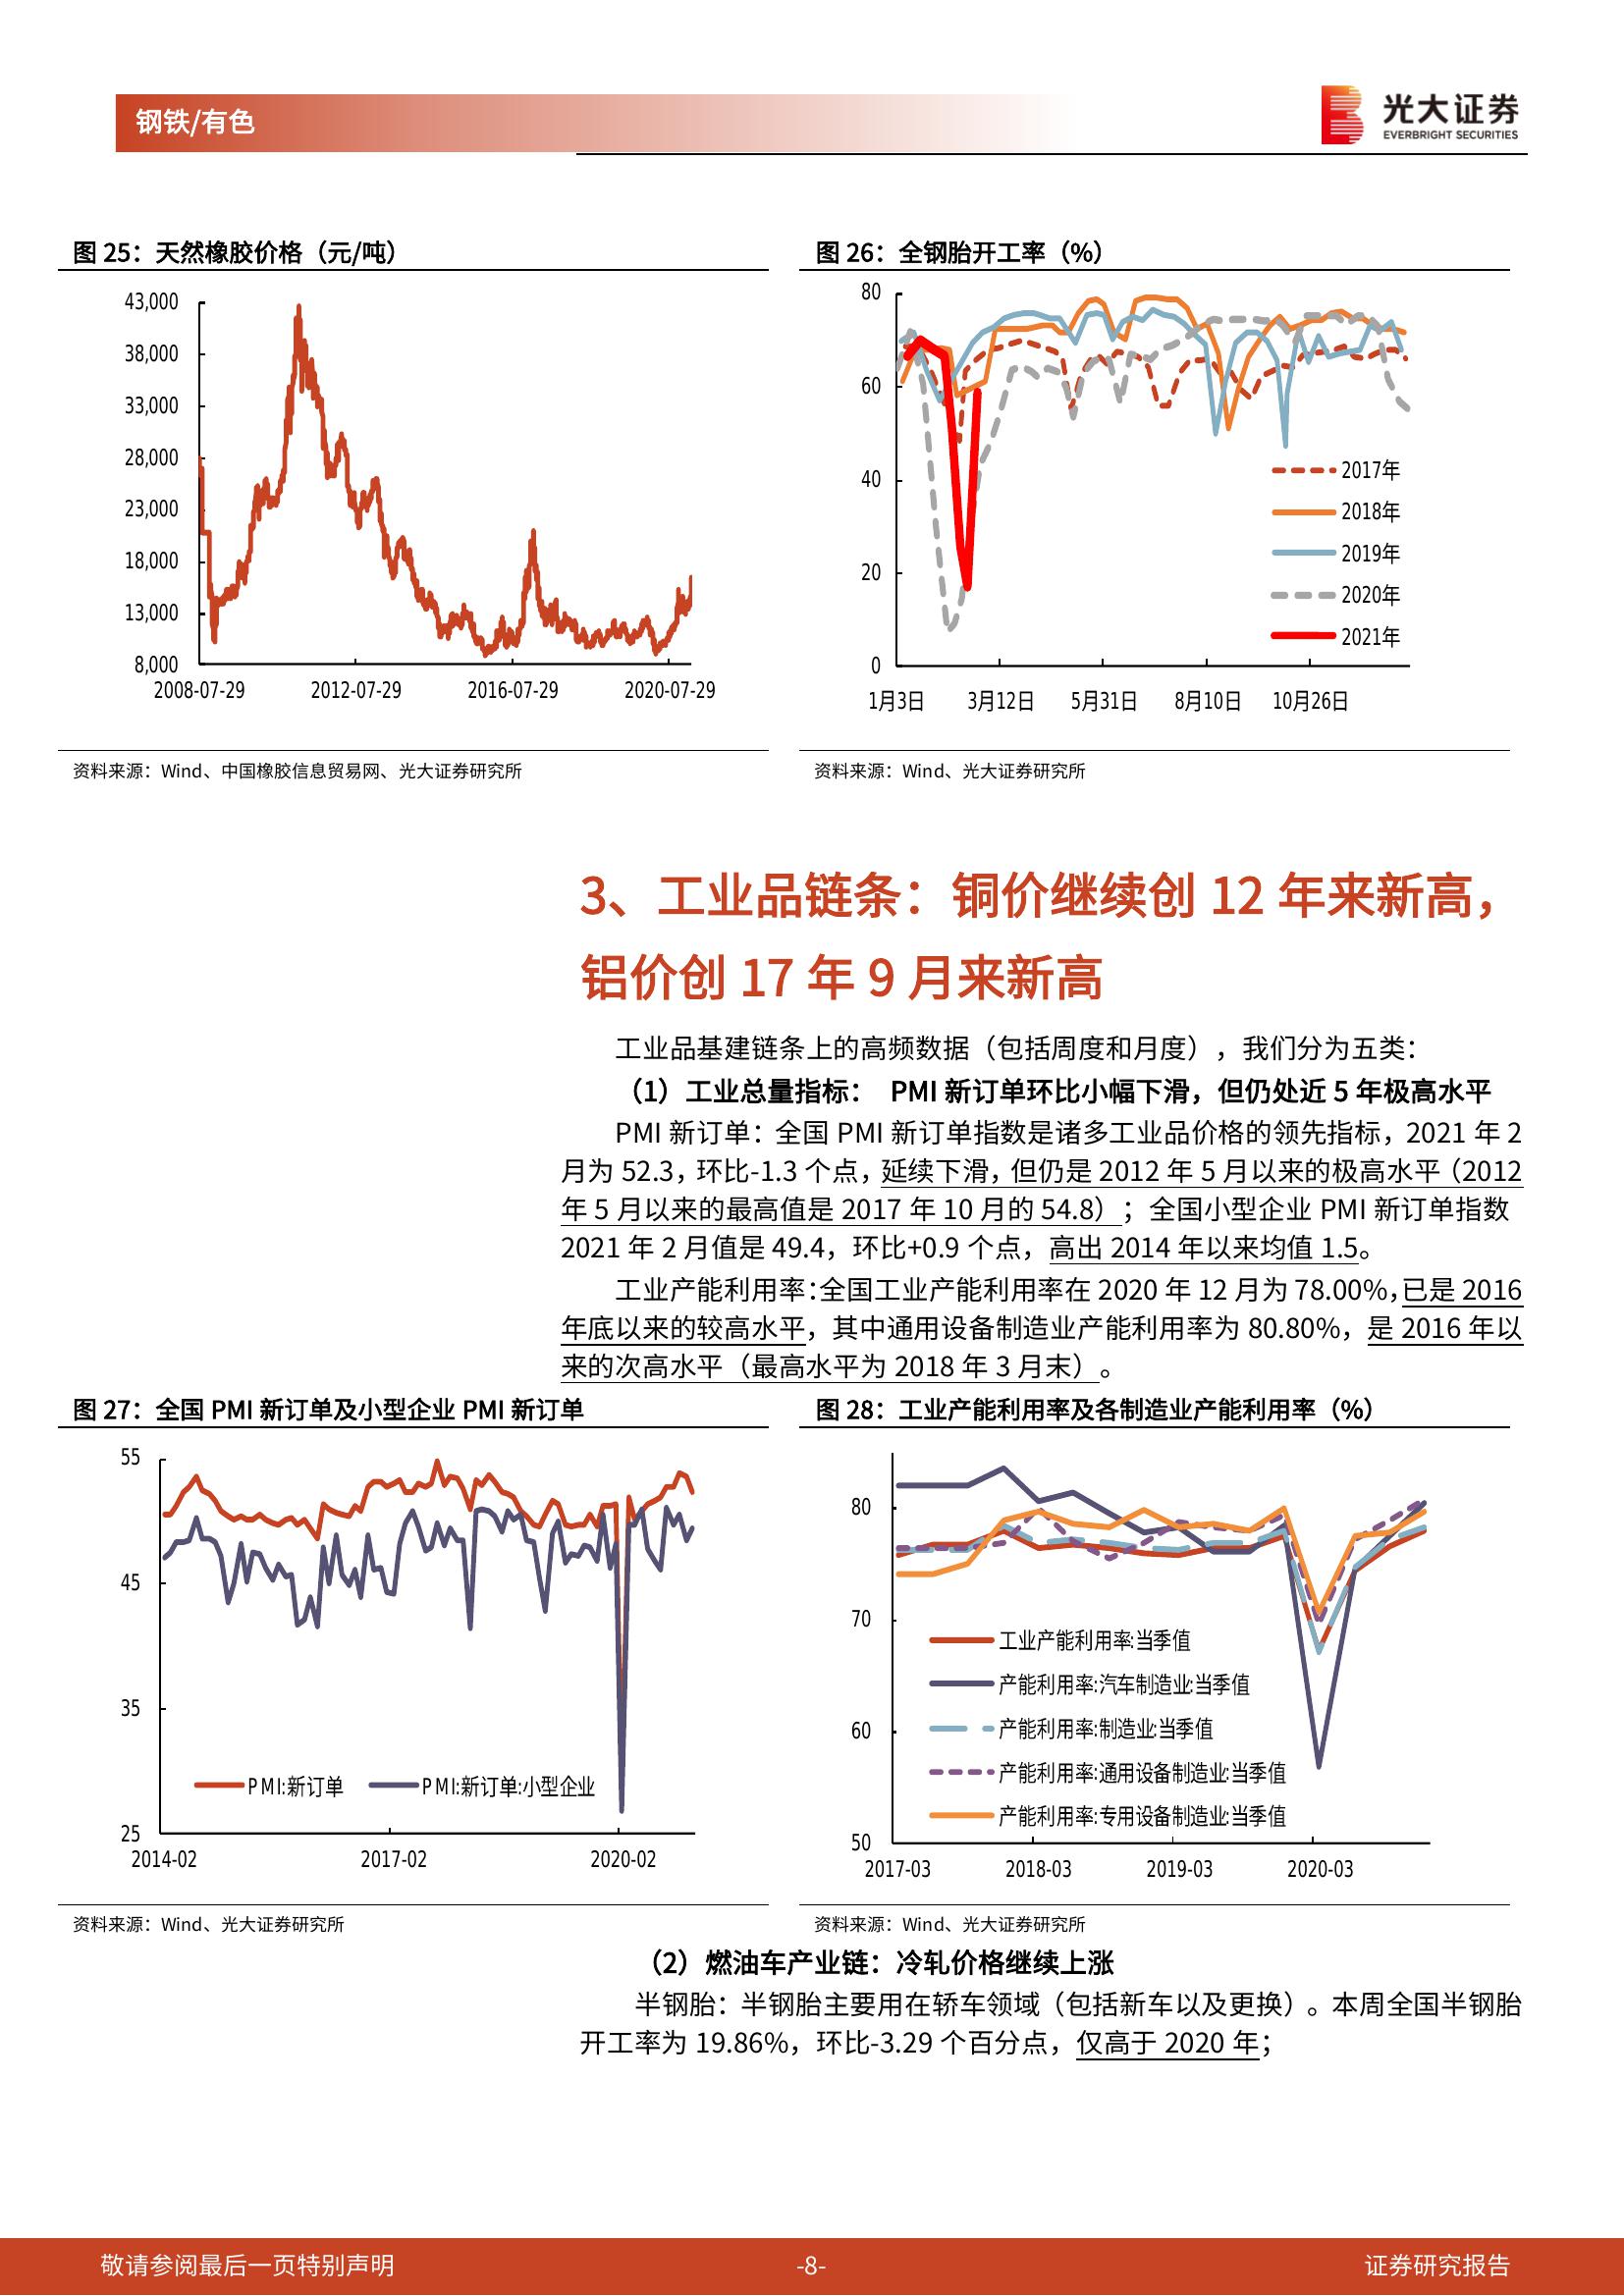 钢铁/有色
光大证券
EVERBRIGHT SECURITIES
图 25：天然橡胶价格（元/吨）
43,000
38,000
33,000
28,000
23,000
18,000
13,000
8,000
2008-07-29 2012-07-29 2016-07-29 2020-07-29
资料来源：Wind、中国橡胶信息贸易网、光大证券研究所
图 26：全钢胎开工率（%）
80
60
40
20
0
2017年
2018年
2019年
2020年
2021年
1月3日 3月12日 5月31日 8月10日 10月26日
资料来源：Wind、光大证券研究所
3、工业品链条：铜价继续创 12 年来新高，
铝价创 17 年 9 月来新高
工业品基建链条上的高频数据（包括周度和月度），我们分为五类：
（1）工业总量指标： PMI 新订单环比小幅下滑，但仍处近 5 年极高水平
PMI 新订单：全国 PMI 新订单指数是诸多工业品价格的领先指标，2021 年 2
月为 52.3，环比-1.3 个点，延续下滑，但仍是 2012 年 5 月以来的极高水平（2012
年 5 月以来的最高值是 2017 年 10 月的 54.8）；全国小型企业 PMI 新订单指数
2021 年 2 月值是 49.4，环比+0.9 个点，高出 2014 年以来均值 1.5。
工业产能利用率：全国工业产能利用率在 2020 年 12 月为 78.00%，已是 2016
年底以来的较高水平，其中通用设备制造业产能利用率为 80.80%，是 2016 年以
来的次高水平（最高水平为 2018 年 3 月末）。
图 27：全国 PMI 新订单及小型企业 PMI 新订单
55
45
35
25
PMI:新订单 PMI:新订单:小型企业
2014-02 2017-02 2020-02
资料来源：Wind、光大证券研究所
图 28：工业产能利用率及各制造业产能利用率（%）
80
70
60
50
工业产能利用率:当季值
产能利用率:汽车制造业:当季值
产能利用率:制造业:当季值
产能利用率:通用设备制造业:当季值
产能利用率:专用设备制造业:当季值
2017-03 2018-03 2019-03 2020-03
资料来源：Wind、光大证券研究所
（2）燃油车产业链：冷轧价格继续上涨
半钢胎：半钢胎主要用在轿车领域（包括新车以及更换）。本周全国半钢胎
开工率为 19.86%，环比-3.29 个百分点，仅高于 2020 年；
敬请参阅最后一页特别声明 -8- 证券研究报告